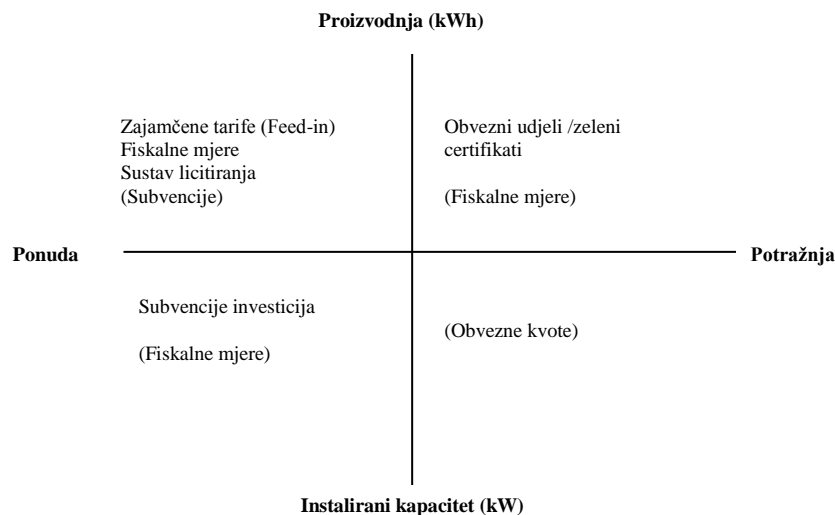 Proizvodnja (kWh)
Zajamčene tarife (Feed-in)
Fiskalne mjere
Sustav licitiranja
(Subvencije)
Obvezni udjeli /zeleni
certifikati
(Fiskalne mjere)
Ponuda
Potražnja
Subvencije investicija
(Fiskalne mjere)
(Obvezne kvote)
Instalirani kapacitet (kW)